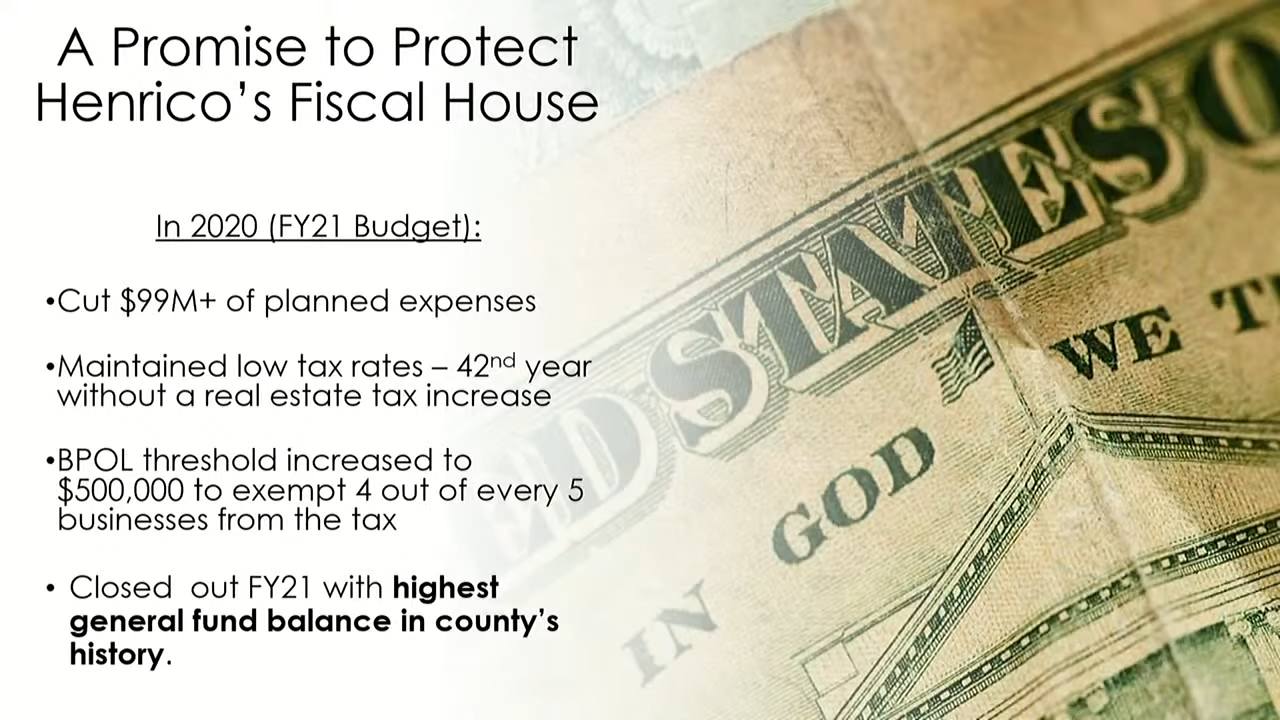 A Promise to Protect
Henrico's Fiscal House
In 2020 (FY21 Budget):
•Cut $99M+ of planned expenses
•Maintained low tax rates – 42nd year
without a real estate tax increase
•BPOL threshold increased to
$500,000 to exempt 4 out of every 5
businesses from the tax
• Closed out FY21 with highest
general fund balance in county's
history.
ED STATES O
WE T
IN GOD